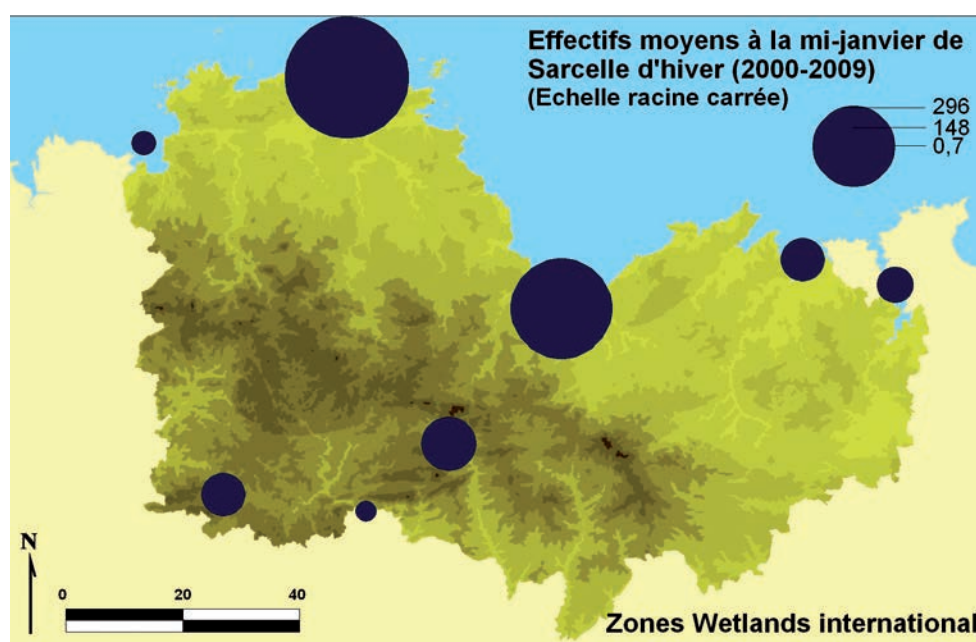 Effectifs moyens à la mi-janvier de
Sarcelle d'hiver (2000-2009)
(Echelle racine carrée)
296
148
0,7
N
0 20 40
Zones Wetlands international